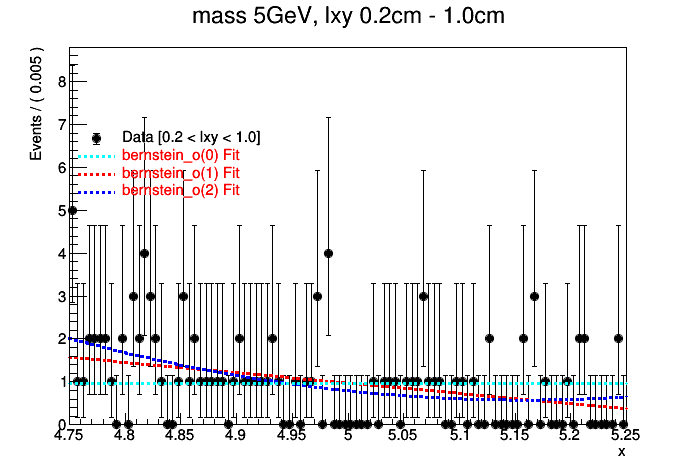 mass 5GeV, lxy 0.2cm - 1.0cm
Events / ( 0.005 )
8
7
6
5
4
3
2
1
0
Data [0.2 < lxy < 1.0]
bernstein_o(0) Fit
bernstein_o(1) Fit
bernstein_o(2) Fit
4.75 4.8 4.85 4.9 4.95 5 5.05 5.1 5.15 5.2 5.25
x